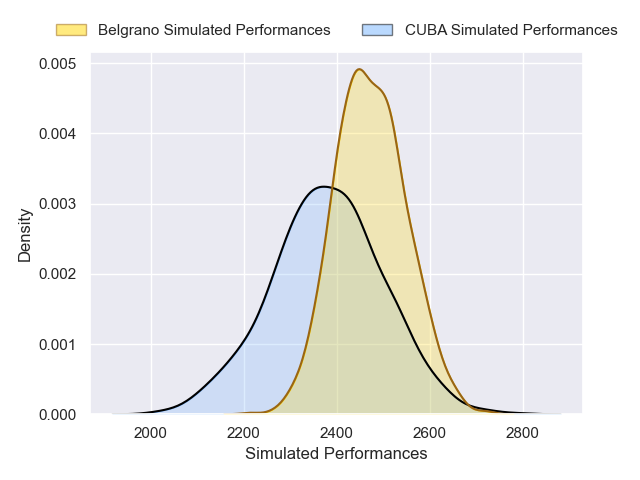 Belgrano Simulated Performances CUBA Simulated Performances
0.005
0.004
0.003
0.002
0.001
0.000
Density
2000 2200 2400 2600 2800
Simulated Performances